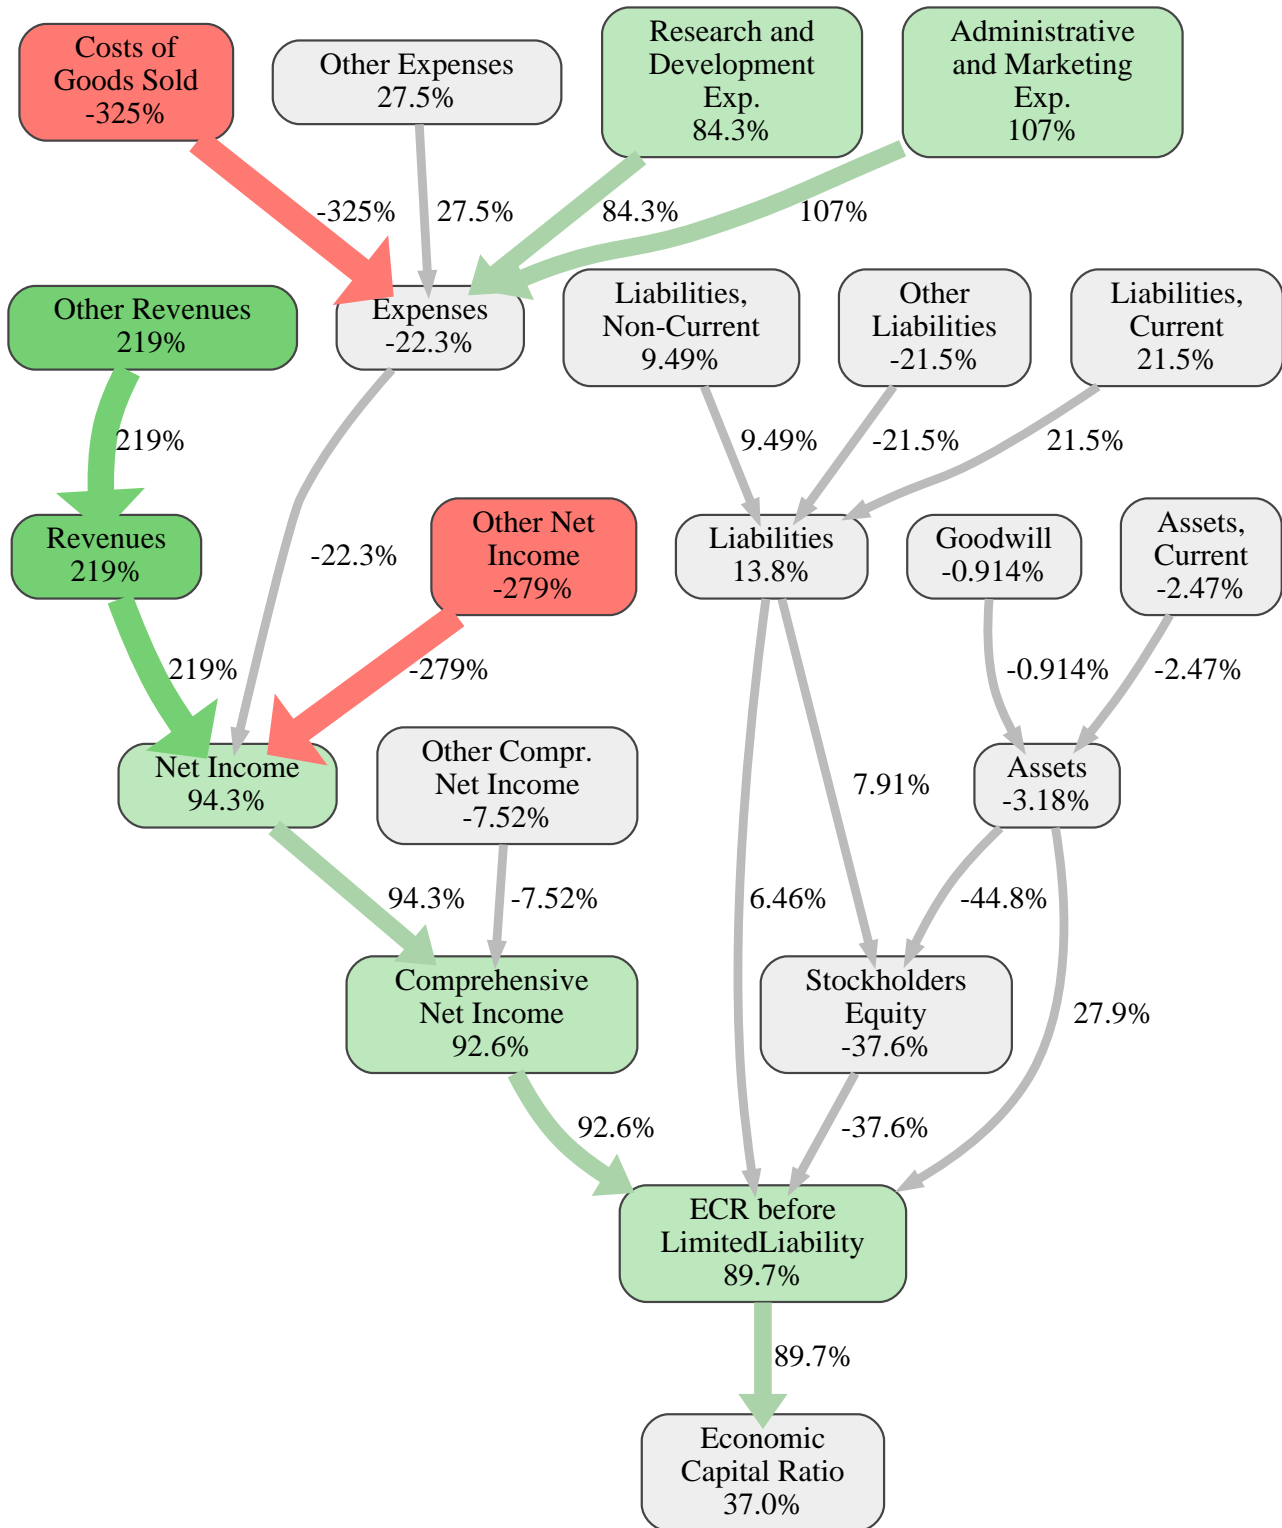 Costs of
Goods Sold
-325%
Other Expenses
27.5%
Research and
Development
Exp.
84.3%
Administrative
and Marketing
Exp.
107%
-325%
27.5%
84.3%
107%
Other Revenues
219%
Expenses
-22.3%
Liabilities,
Non-Current
9.49%
Other
Liabilities
-21.5%
Liabilities,
Current
21.5%
219%
9.49%
-21.5%
21.5%
Revenues
219%
-22.3%
Other Net
Income
-279%
Liabilities
13.8%
Goodwill
-0.914%
Assets,
Current
-2.47%
219%
-279%
-0.914%
-2.47%
Net Income
94.3%
Other Compr.
Net Income
-7.52%
7.91%
Assets
-3.18%
94.3%
-7.52%
6.46%
-44.8%
Comprehensive
Net Income
92.6%
Stockholders
Equity
-37.6%
27.9%
92.6%
-37.6%
ECR before
LimitedLiability
89.7%
89.7%
Economic
Capital Ratio
37.0%